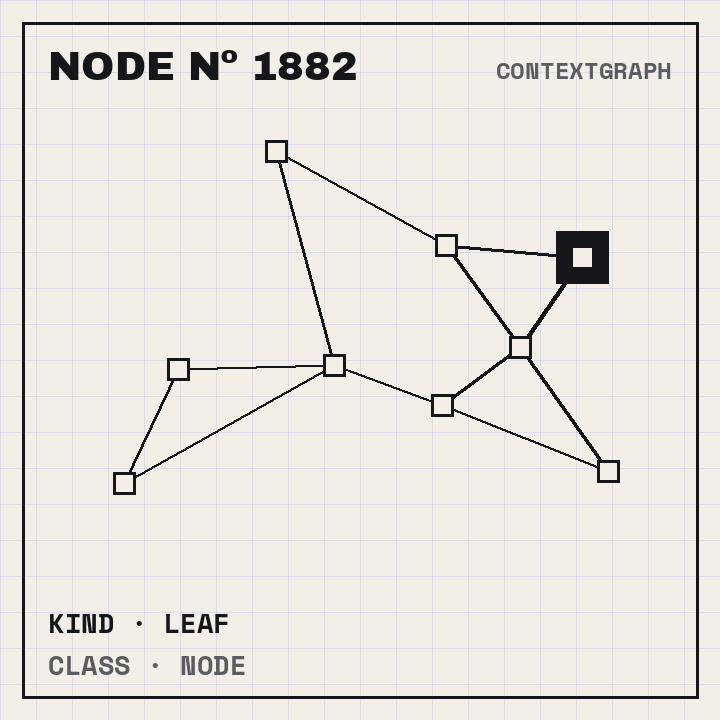 NODE Nº 1882
CONTEXTGRAPH
KIND · LEAF
CLASS · NODE